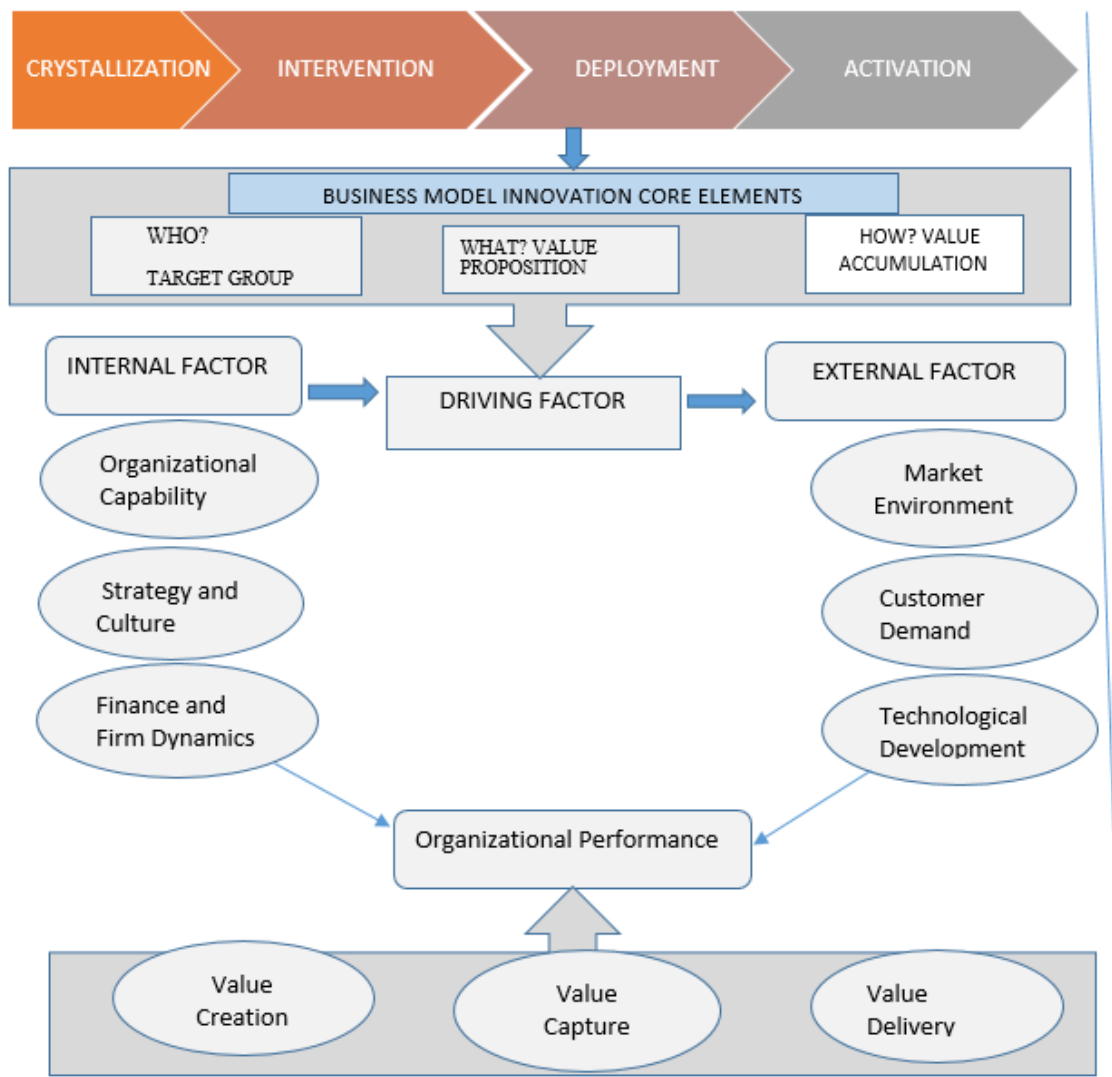 CRYSTALLIZATION
INTERVENTION
DEPLOYMENT
ACTIVATION
BUSINESS MODEL INNOVATION CORE ELEMENTS
WHO?
TARGET GROUP
WHAT? VALUE
PROPOSITION
HOW? VALUE
ACCUMULATION
INTERNAL FACTOR
DRIVING FACTOR
EXTERNAL FACTOR
Organizational
Capability
Strategy and
Culture
Finance and
Firm Dynamics
Market
Environment
Customer
Demand
Technological
Development
Organizational Performance
Value
Creation
Value
Capture
Value
Delivery